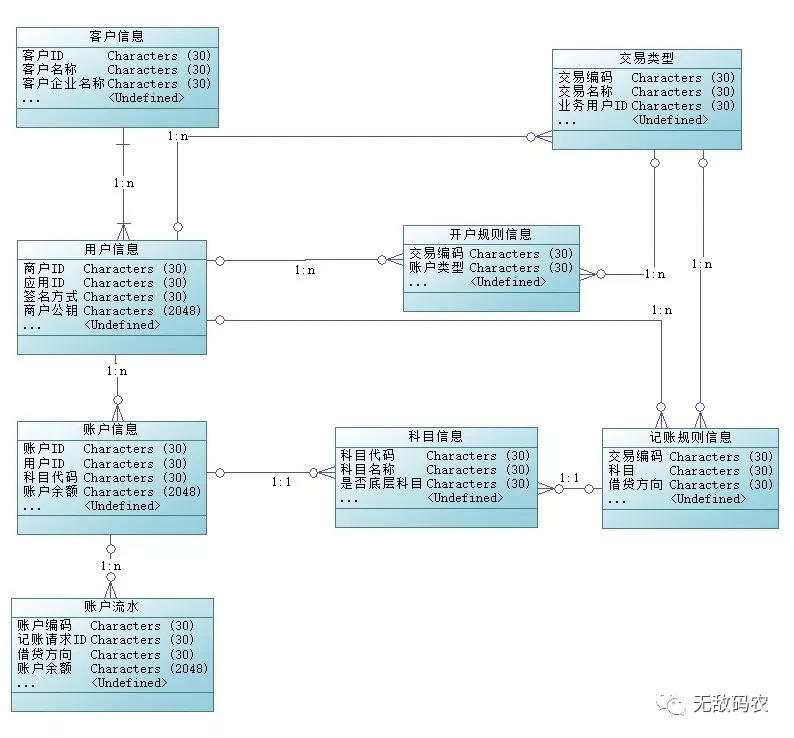 客户信息
客户ID Characters (30)
客户名称 Characters (30)
客户企业名称 Characters (30)
... <Undefined>
交易类型
交易编码 Characters (30)
交易名称 Characters (30)
业务用户ID Characters (30)
... <Undefined>
1:n
1:n
用户信息
商户ID Characters (30)
应用ID Characters (30)
签名方式 Characters (30)
商户公钥 Characters (2048)
... <Undefined>
开户规则信息
交易编码 Characters (30)
账户类型 Characters (30)
... <Undefined>
1:n
1:n
1:n
1:n
1:n
账户信息
账户ID Characters (30)
用户ID Characters (30)
科目代码 Characters (30)
账户余额 Characters (2048)
... <Undefined>
科目信息
科目代码 Characters (30)
科目名称 Characters (30)
是否底层科目 Characters (30)
... <Undefined>
记账规则信息
交易编码 Characters (30)
科目 Characters (30)
借贷方向 Characters (30)
... <Undefined>
1:1
1:1
1:n
账户流水
账户编码 Characters (30)
记账请求ID Characters (30)
借贷方向 Characters (30)
账户余额 Characters (2048)
... <Undefined>
无敌码农